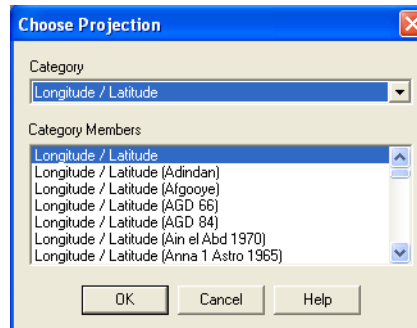 Choose Projection
Category
Longitude / Latitude
Category Members
Longitude / Latitude
Longitude / Latitude (Adindan)
Longitude / Latitude (Afgooye)
Longitude / Latitude (AGD 66)
Longitude / Latitude (AGD 84)
Longitude / Latitude (Ain el Abd 1970)
Longitude / Latitude (Anna 1 Astro 1965)
OK Cancel Help